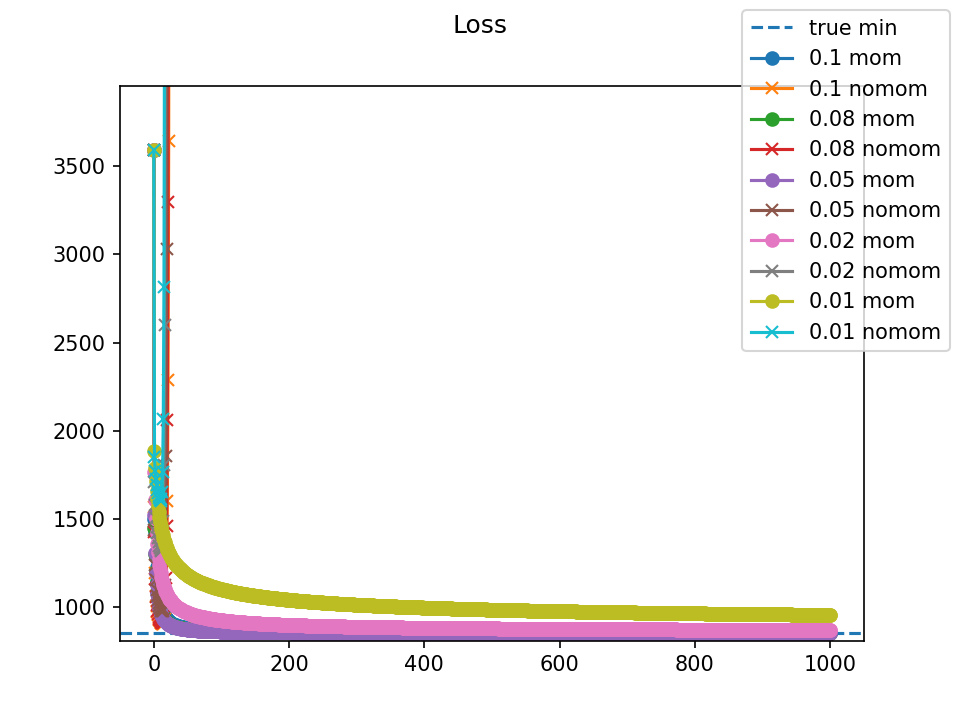 Loss
true min
0.1 mom
0.1 nomom
0.08 mom
0.08 nomom
0.05 mom
0.05 nomom
0.02 mom
0.02 nomom
0.01 mom
0.01 nomom
3500
3000
2500
2000
1500
1000
0 200 400 600 800 1000